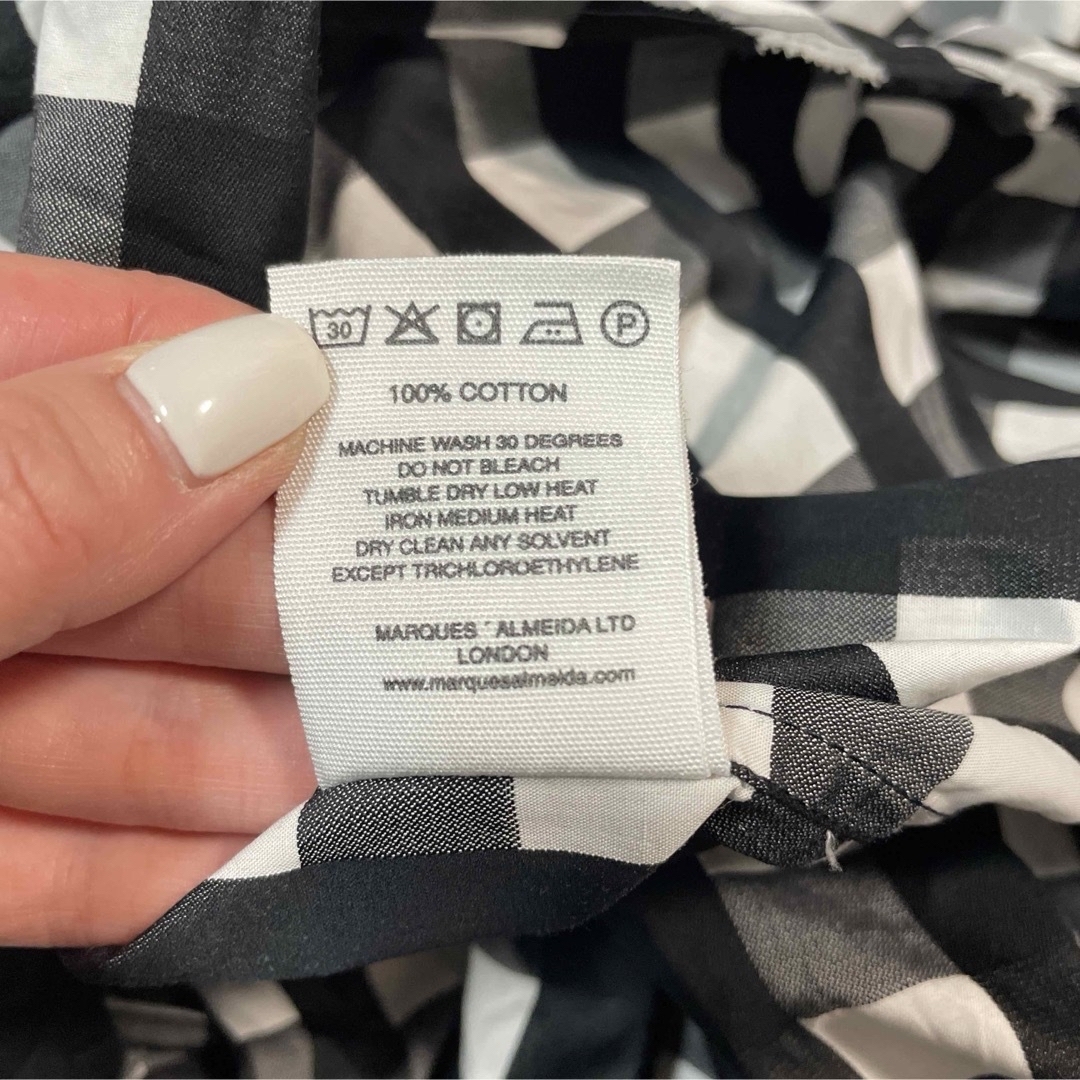 30 P
100% COTTON
MACHINE WASH 30 DEGREES
DO NOT BLEACH
TUMBLE DRY LOW HEAT
IRON MEDIUM HEAT
DRY CLEAN ANY SOLVENT
EXCEPT TRICHLOROETHYLENE
MARQUES ´ALMEIDA LTD
LONDON
www.marquesalmeida.com